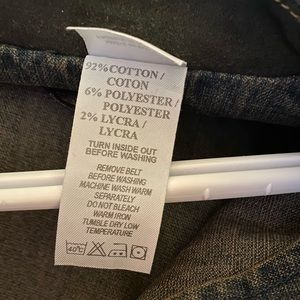 92% COTTON /
COTON
6% POLYESTER /
POLYESTER
2% LYCRA /
LYCRA
TURN INSIDE OUT
BEFORE WASHING
REMOVE BELT
BEFORE WASHING
MACHINE WASH WARM
SEPARATELY
DO NOT BLEACH
WARM IRON
TUMBLE DRY LOW
TEMPERATURE
40°C